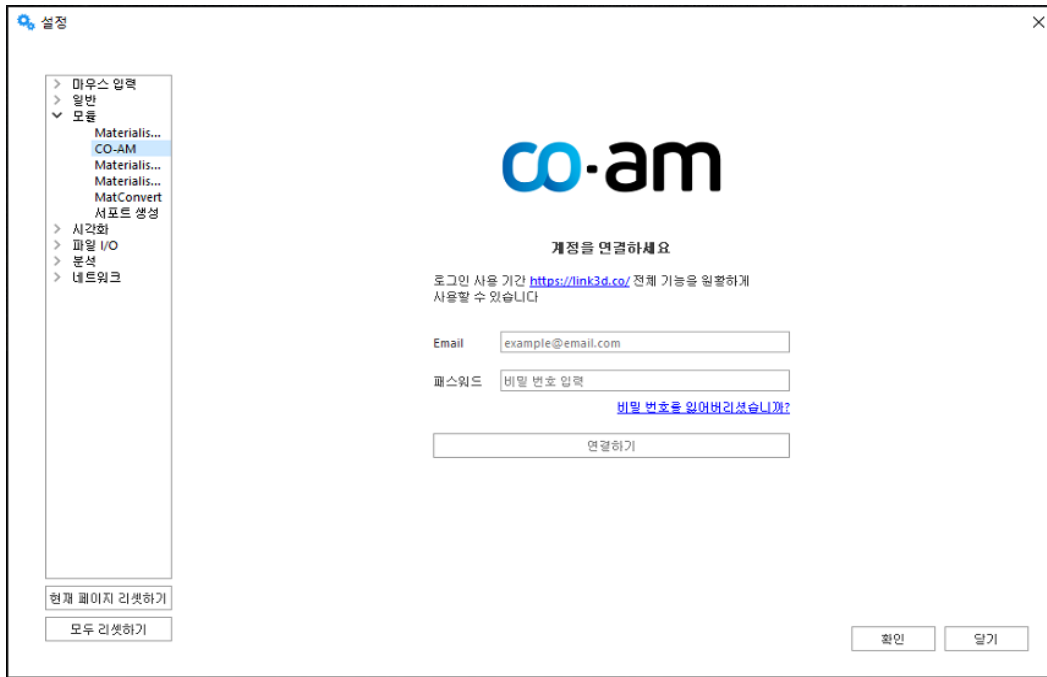 설정
마우스 입력
일반
모듈
Materialis...
CO-AM
Materialis...
Materialis...
MatConvert
서포트 생성
시각화
파일 I/O
분석
네트워크
현재 페이지 리셋하기
모두 리셋하기
co·am
계정을 연결하세요
로그인 사용 기간 https://link3d.co/ 전체 기능을 원활하게
사용할 수 있습니다
Email
example@email.com
패스워드
비밀 번호 입력
비밀 번호를 잃어버리셨습니까?
연결하기
확인
닫기